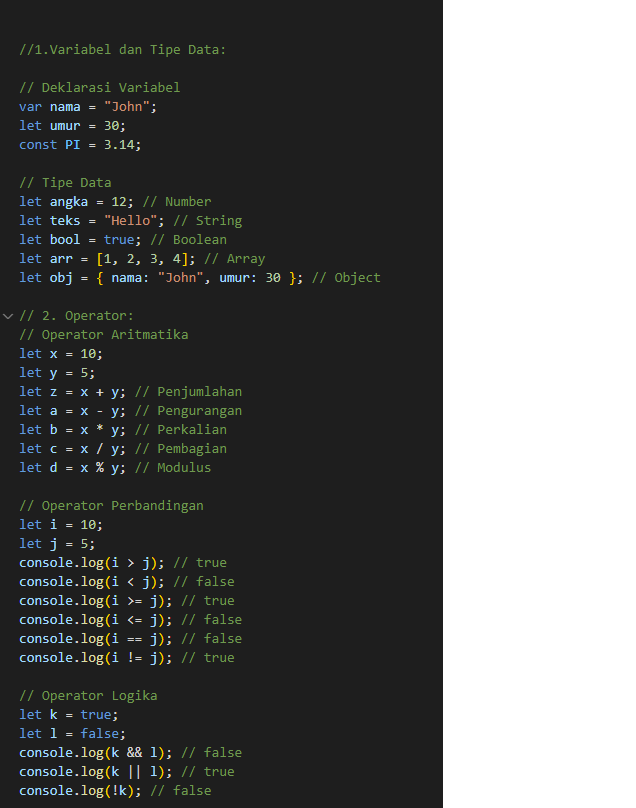 //1.Variabel dan Tipe Data:
// Deklarasi Variabel
var nama = "John";
let umur = 30;
const PI = 3.14;
// Tipe Data
let angka = 12; // Number
let teks = "Hello"; // String
let bool = true; // Boolean
let arr = [1, 2, 3, 4]; // Array
let obj = { nama: "John", umur: 30 }; // Object
// 2. Operator:
// Operator Aritmatika
let x = 10;
let y = 5;
let z = x + y; // Penjumlahan
let a = x - y; // Pengurangan
let b = x * y; // Perkalian
let c = x / y; // Pembagian
let d = x % y; // Modulus
// Operator Perbandingan
let i = 10;
let j = 5;
console.log(i > j); // true
console.log(i < j); // false
console.log(i >= j); // true
console.log(i <= j); // false
console.log(i == j); // false
console.log(i != j); // true
// Operator Logika
let k = true;
let l = false;
console.log(k && l); // false
console.log(k || l); // true
console.log(!k); // false